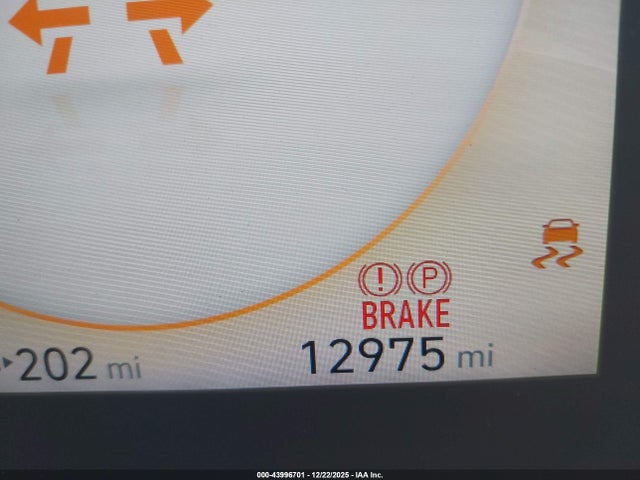 P
BRAKE
202 mi
12975 mi
000-43996701 - 12/22/2025 - IAA Inc.